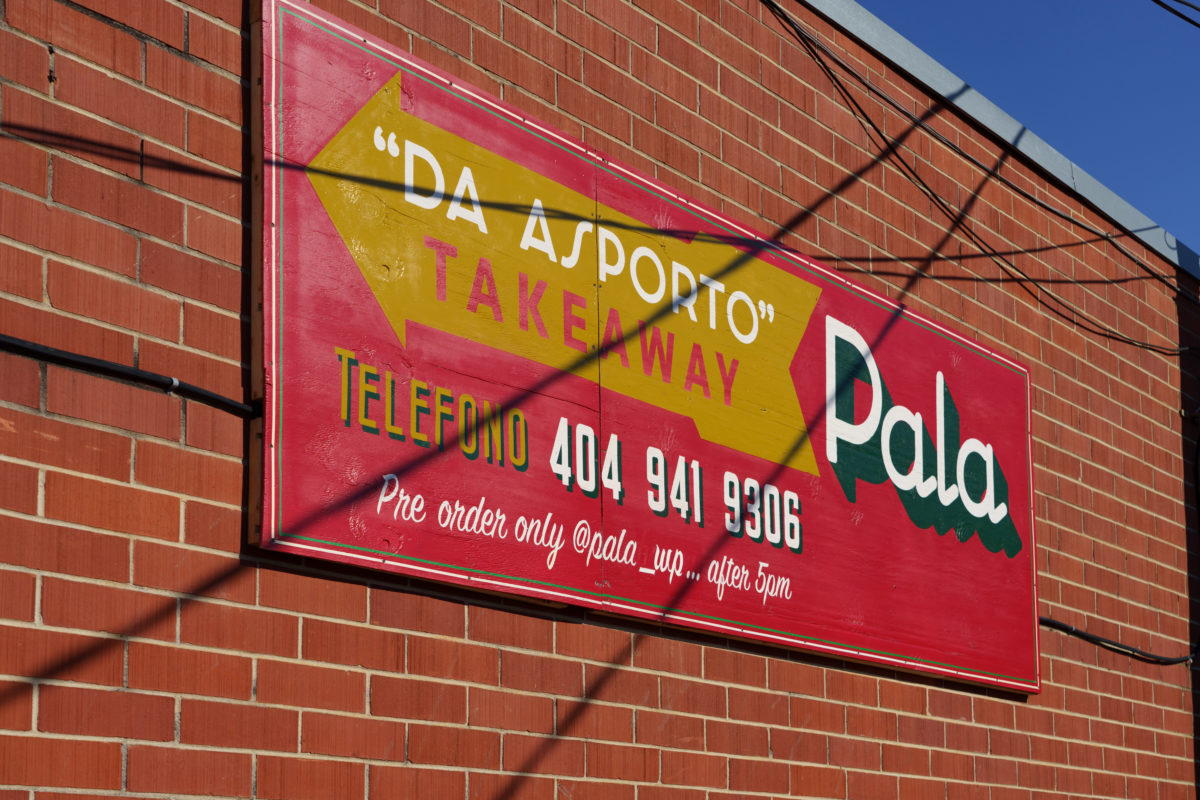 “DA ASPORTO”
TAKEAWAY
Pala
TELEFONO 404 941 9306
Pre order only @pala_wp... after 5pm